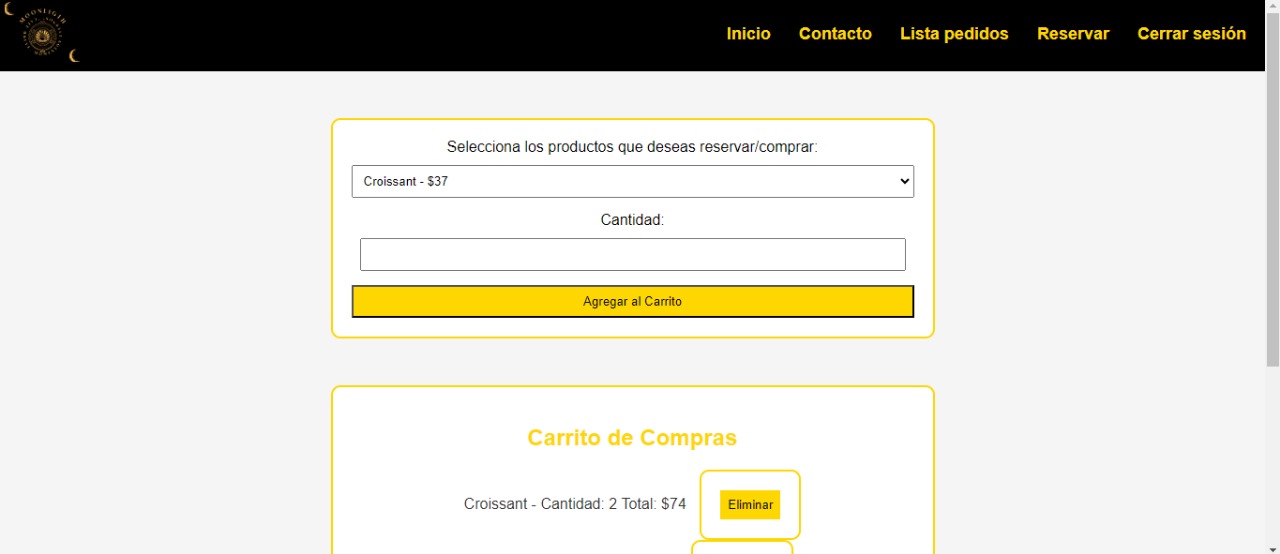 MOONLIGTH
Inicio
Contacto
Lista pedidos
Reservar
Cerrar sesión
Selecciona los productos que deseas reservar/comprar:
Croissant - $37
Cantidad:
Agregar al Carrito
Carrito de Compras
Croissant - Cantidad: 2 Total: $74
Eliminar